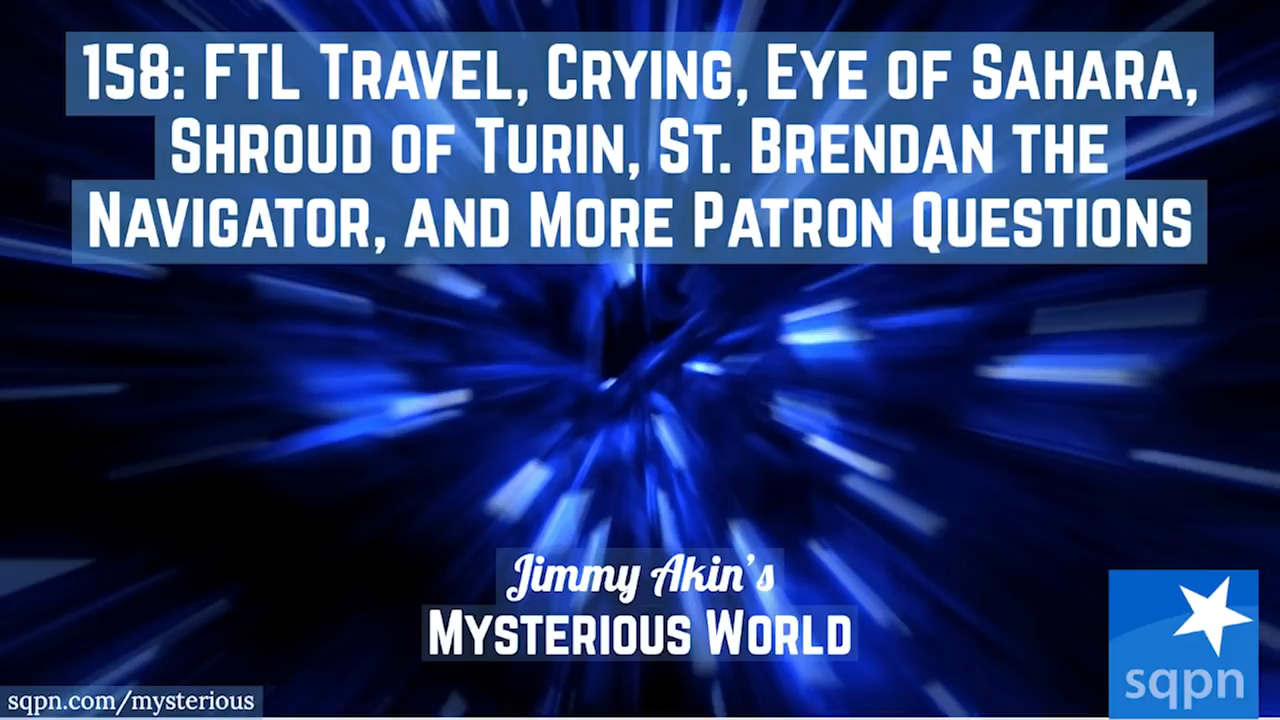 158: FTL Travel, Crying, Eye of Sahara,
Shroud of Turin, St. Brendan the
Navigator, and More Patron Questions
Jimmy Akin's
Mysterious World
sqpn
sqpn.com/mysterious